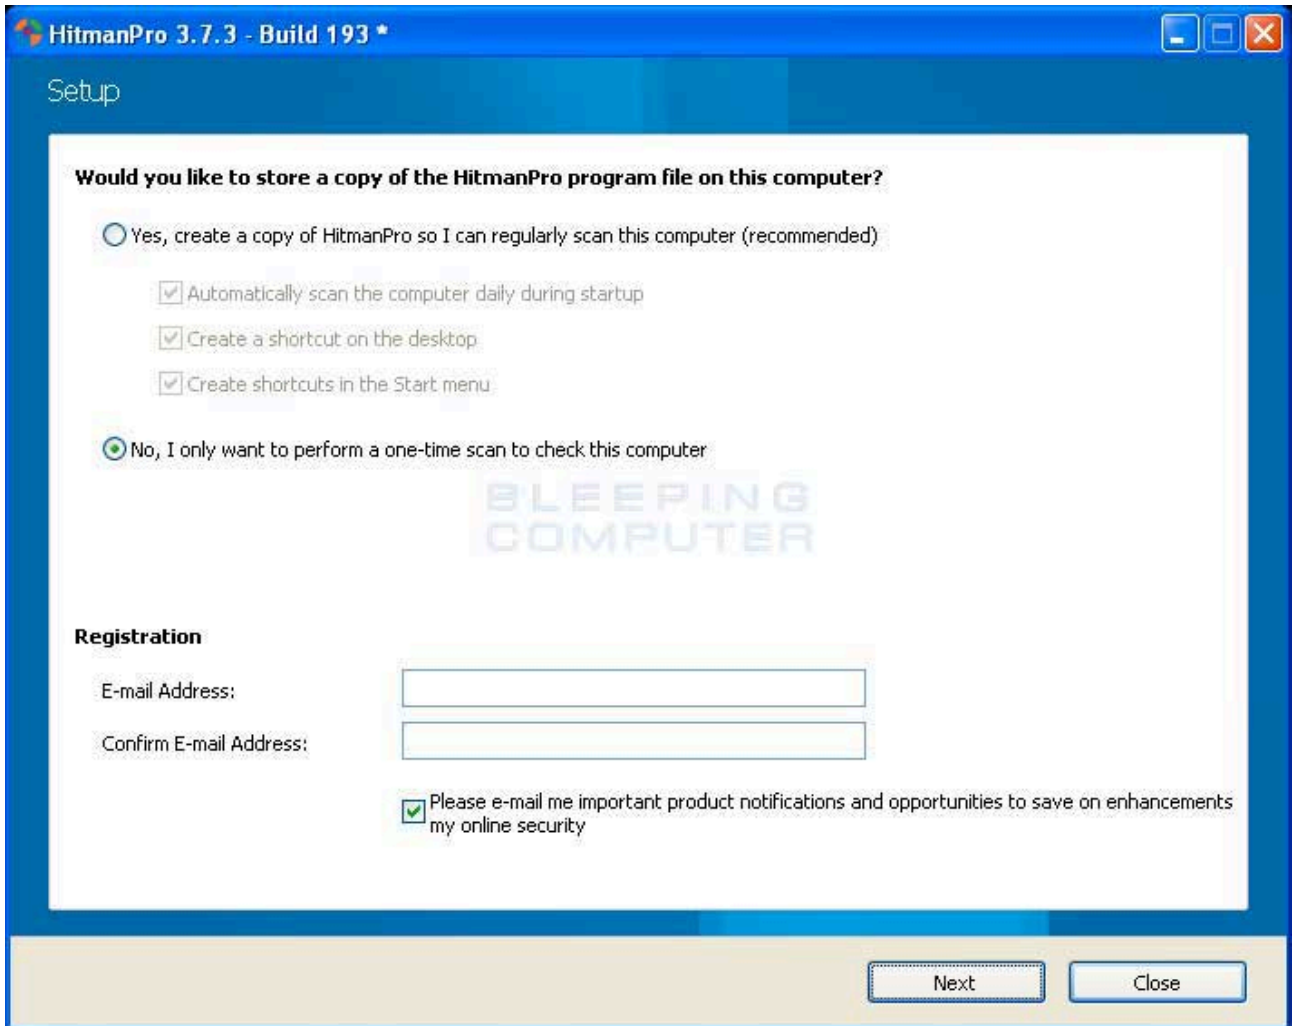 HitmanPro 3.7.3 - Build 193 *
Setup
Would you like to store a copy of the HitmanPro program file on this computer?
Yes, create a copy of HitmanPro so I can regularly scan this computer (recommended)
Automatically scan the computer daily during startup
Create a shortcut on the desktop
Create shortcuts in the Start menu
No, I only want to perform a one-time scan to check this computer
BLEEPING
COMPUTER
Registration
E-mail Address:
Confirm E-mail Address:
Please e-mail me important product notifications and opportunities to save on enhancements
my online security
Next Close